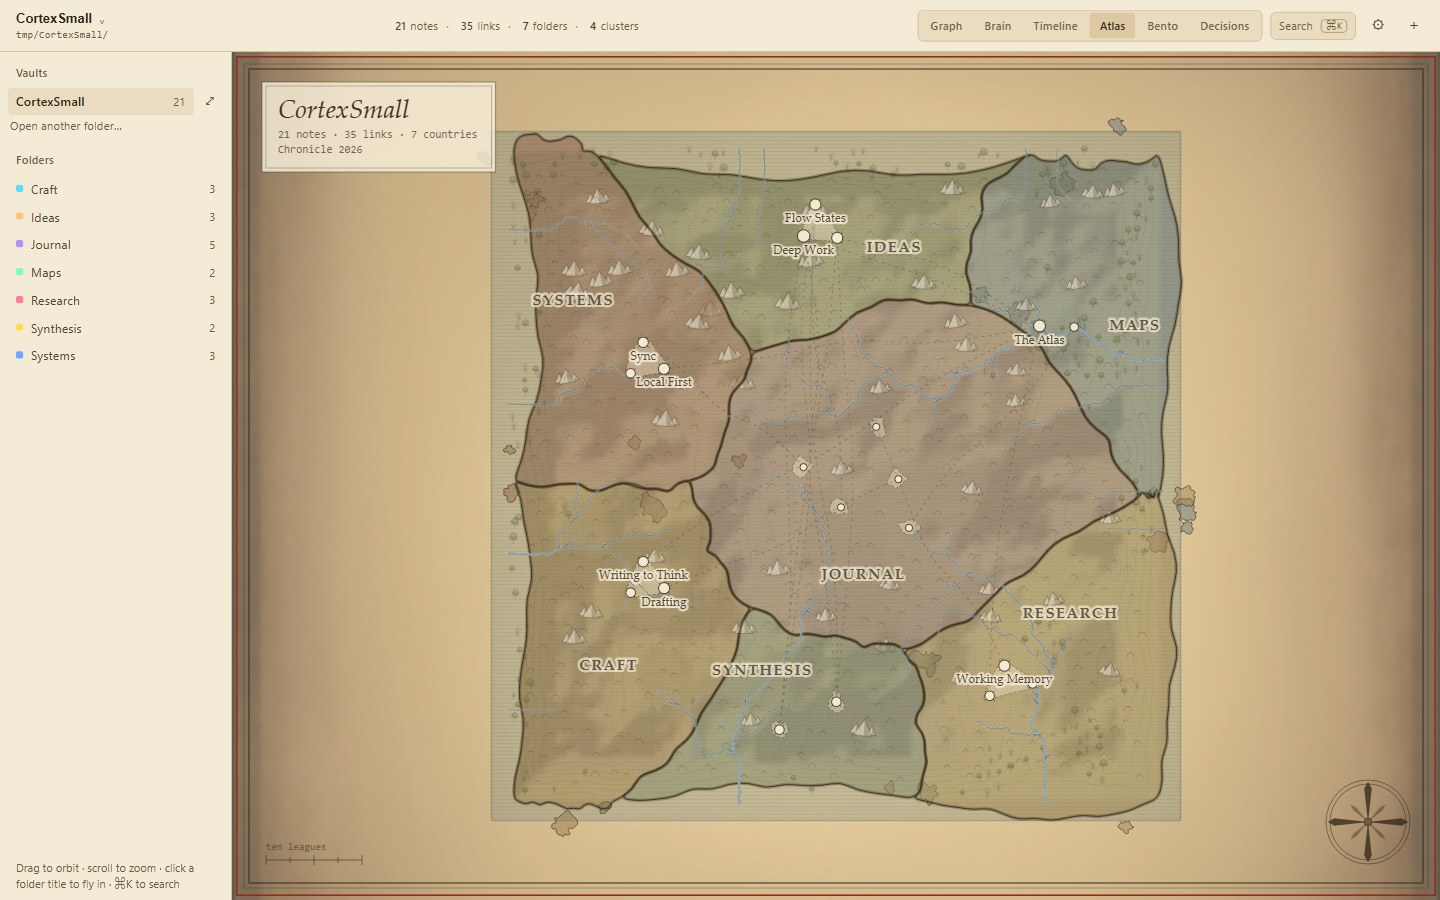 CortexSmall ⌄
tmp/CortexSmall/
21 notes · 35 links · 7 folders · 4 clusters
Graph Brain Timeline Atlas Bento Decisions
Search ⌘K
Vaults
CortexSmall 21
Open another folder...
Folders
Craft 3
Ideas 3
Journal 5
Maps 2
Research 3
Synthesis 2
Systems 3
Drag to orbit · scroll to zoom · click a
folder title to fly in · ⌘K to search
CortexSmall
21 notes · 35 links · 7 countries
Chronicle 2026
Flow States
Deep Work
IDEAS
SYSTEMS
MAPS
The Atlas
Sync
Local First
Writing to Think
Drafting
JOURNAL
RESEARCH
CRAFT
SYNTHESIS
Working Memory
ten leagues